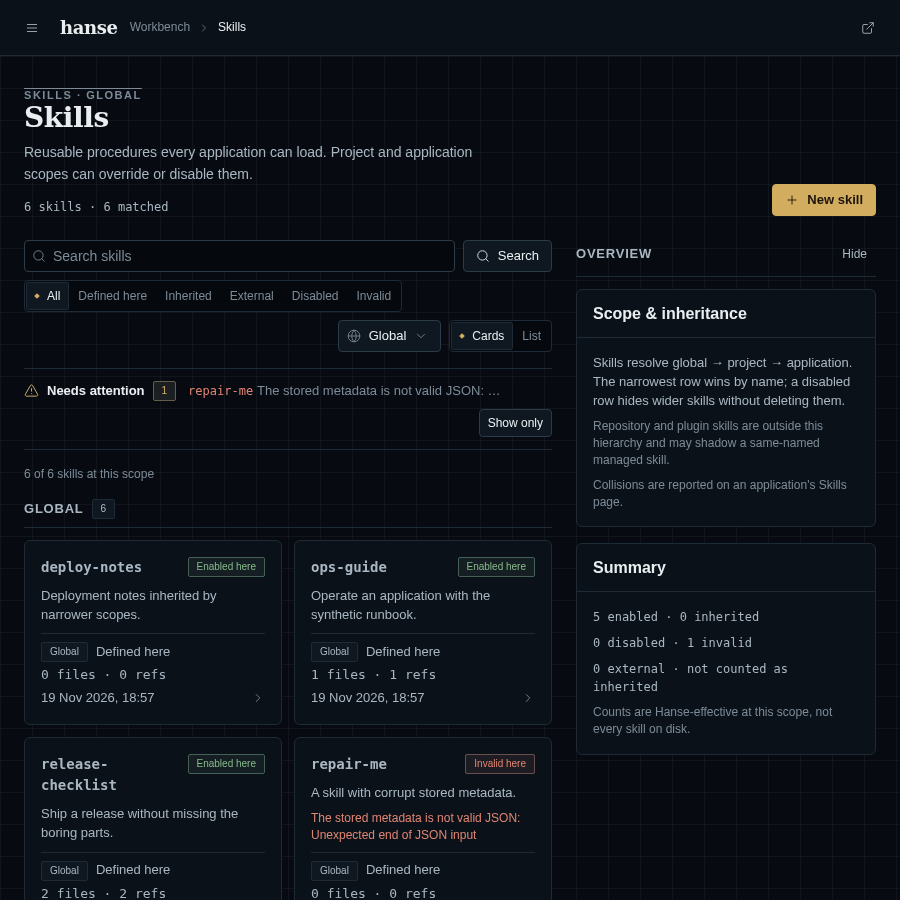 hanse Workbench Skills
SKILLS · GLOBAL
Skills
Reusable procedures every application can load. Project and application
scopes can override or disable them.
6 skills · 6 matched
New skill
Search skills
Search
All Defined here Inherited External Disabled Invalid
Global
Cards List
Needs attention 1 repair-me The stored metadata is not valid JSON: …
Show only
6 of 6 skills at this scope
GLOBAL 6
deploy-notes
Enabled here
Deployment notes inherited by
narrower scopes.
Global Defined here
0 files · 0 refs
19 Nov 2026, 18:57
ops-guide
Enabled here
Operate an application with the
synthetic runbook.
Global Defined here
1 files · 1 refs
19 Nov 2026, 18:57
release-
checklist
Enabled here
Ship a release without missing the
boring parts.
Global Defined here
2 files · 2 refs
repair-me
Invalid here
A skill with corrupt stored metadata.
The stored metadata is not valid JSON:
Unexpected end of JSON input
Global Defined here
0 files · 0 refs
OVERVIEW
Hide
Scope & inheritance
Skills resolve global → project → application.
The narrowest row wins by name; a disabled
row hides wider skills without deleting them.
Repository and plugin skills are outside this
hierarchy and may shadow a same-named
managed skill.
Collisions are reported on an application's Skills
page.
Summary
5 enabled · 0 inherited
0 disabled · 1 invalid
0 external · not counted as
inherited
Counts are Hanse-effective at this scope, not
every skill on disk.